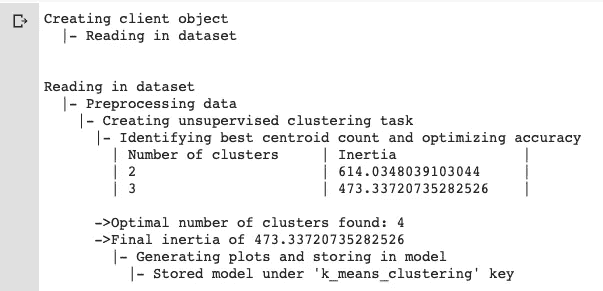 Creating client object
|- Reading in dataset
Reading in dataset
|- Preprocessing data
|- Creating unsupervised clustering task
|- Identifying best centroid count and optimizing accuracy
| Number of clusters | Inertia |
| 2 | 614.0348039103044 |
| 3 | 473.33720735282526 |
->Optimal number of clusters found: 4
->Final inertia of 473.33720735282526
|- Generating plots and storing in model
|- Stored model under 'k_means_clustering' key